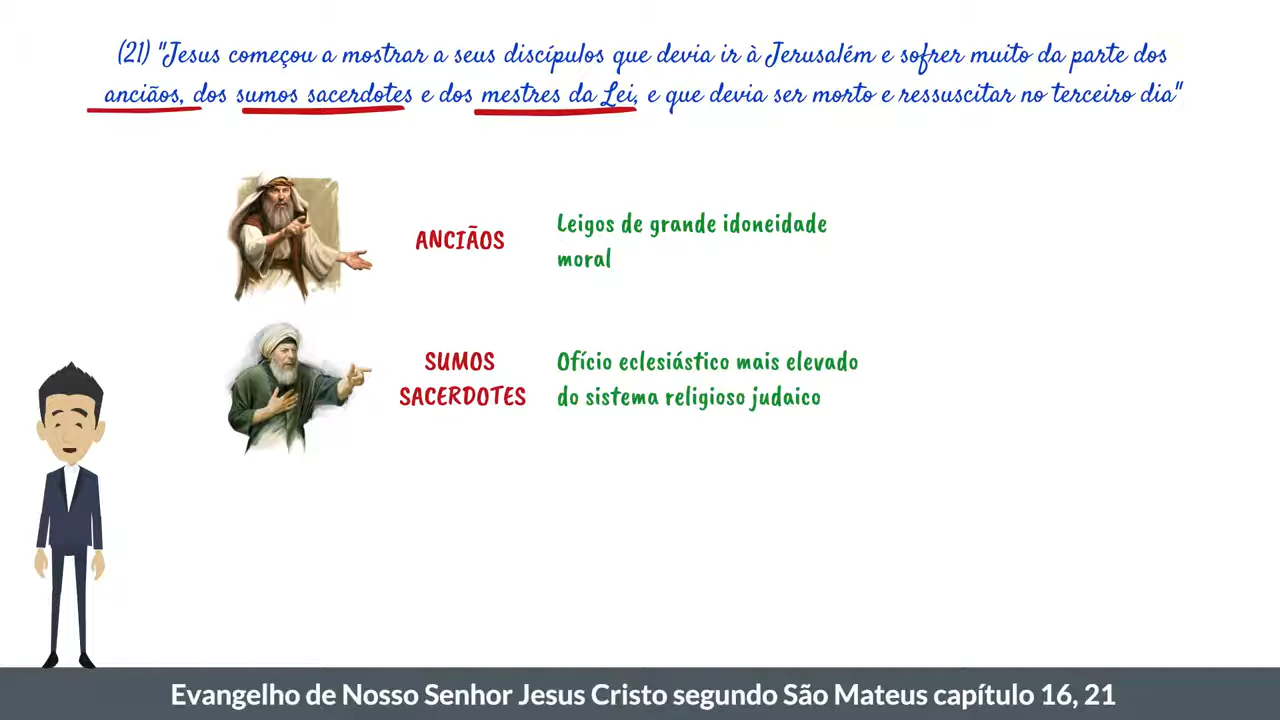 (21) "Jesus começou a mostrar a seus discípulos que devia ir à Jerusalém e sofrer muito da parte dos
anciãos, dos sumos sacerdotes e dos mestres da Lei, e que devia ser morto e ressuscitar no terceiro dia"
ANCIÃOS
Leigos de grande idoneidade
moral
SUMOS
SACERDOTES
Ofício eclesiástico mais elevado
do sistema religioso judaico
Evangelho de Nosso Senhor Jesus Cristo segundo São Mateus capítulo 16, 21